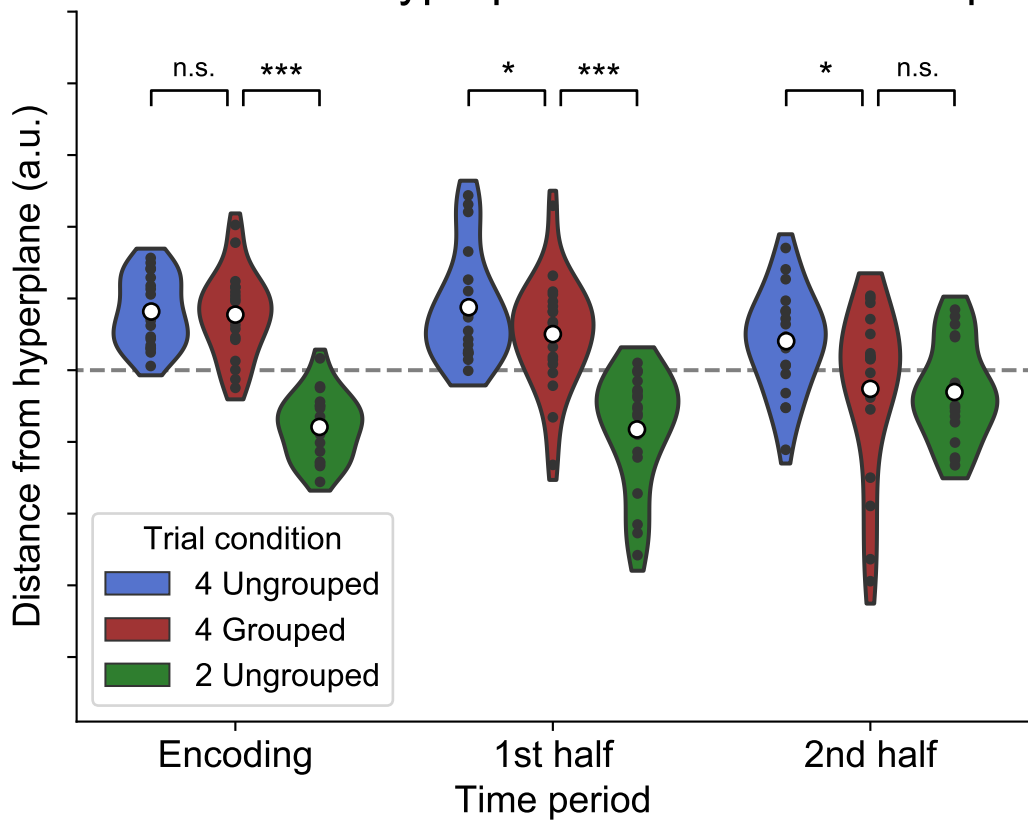 n.s. *** * *** * n.s.
Distance from hyperplane (a.u.)
Trial condition
4 Ungrouped
4 Grouped
2 Ungrouped
Encoding 1st half 2nd half
Time period